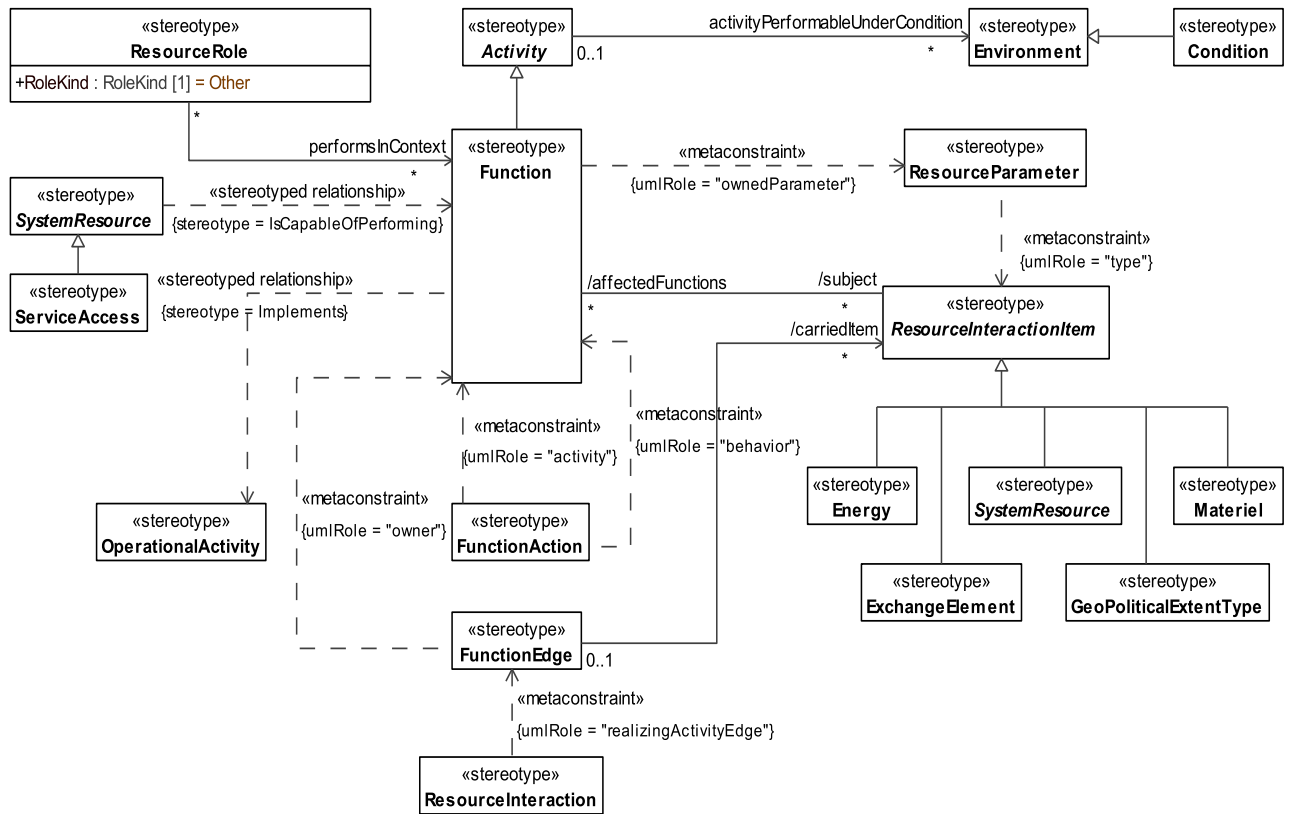 «stereotype»
ResourceRole
+RoleKind : RoleKind [1] = Other
*
«stereotype»
Activity
0..1
activityPerformableUnderCondition
*
«stereotype»
Environment
«stereotype»
Condition
performsInContext
*
«stereotype»
Function
«metaconstraint»
{umlRole = "ownedParameter"}
«stereotype»
ResourceParameter
«stereotype»
SystemResource
«stereotyped relationship»
{stereotype = IsCapableOfPerforming}
«metaconstraint»
{umlRole = "type"}
«stereotype»
ServiceAccess
«stereotyped relationship»
{stereotype = Implements}
/affectedFunctions
*
/subject
*
«stereotype»
ResourceInteractionItem
/carriedItem
*
«metaconstraint»
{umlRole = "activity"}
«metaconstraint»
{umlRole = "behavior"}
«metaconstraint»
{umlRole = "owner"}
«stereotype»
Energy
«stereotype»
SystemResource
«stereotype»
Materiel
«stereotype»
OperationalActivity
«stereotype»
FunctionAction
«stereotype»
ExchangeElement
«stereotype»
GeoPoliticalExtentType
«stereotype»
FunctionEdge
0..1
«metaconstraint»
{umlRole = "realizingActivityEdge"}
«stereotype»
ResourceInteraction